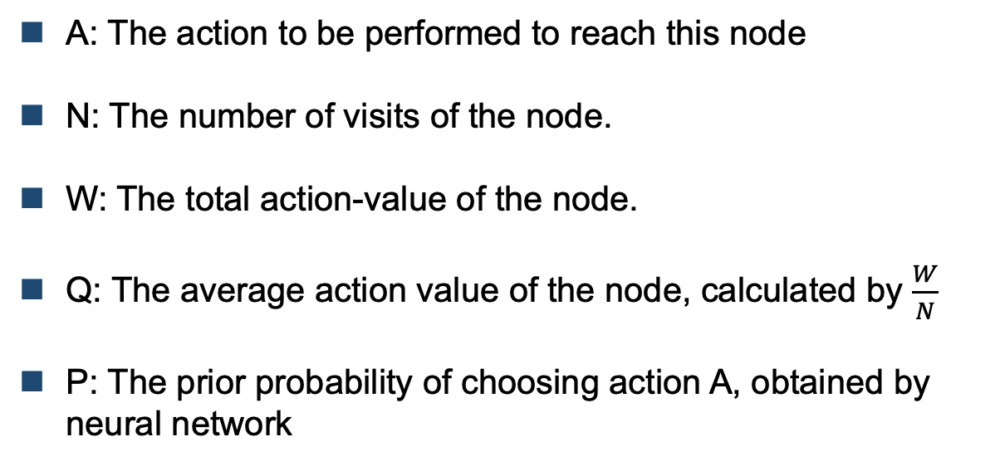 A: The action to be performed to reach this node
N: The number of visits of the node.
W: The total action-value of the node.
Q: The average action value of the node, calculated by W/N
P: The prior probability of choosing action A, obtained by
neural network